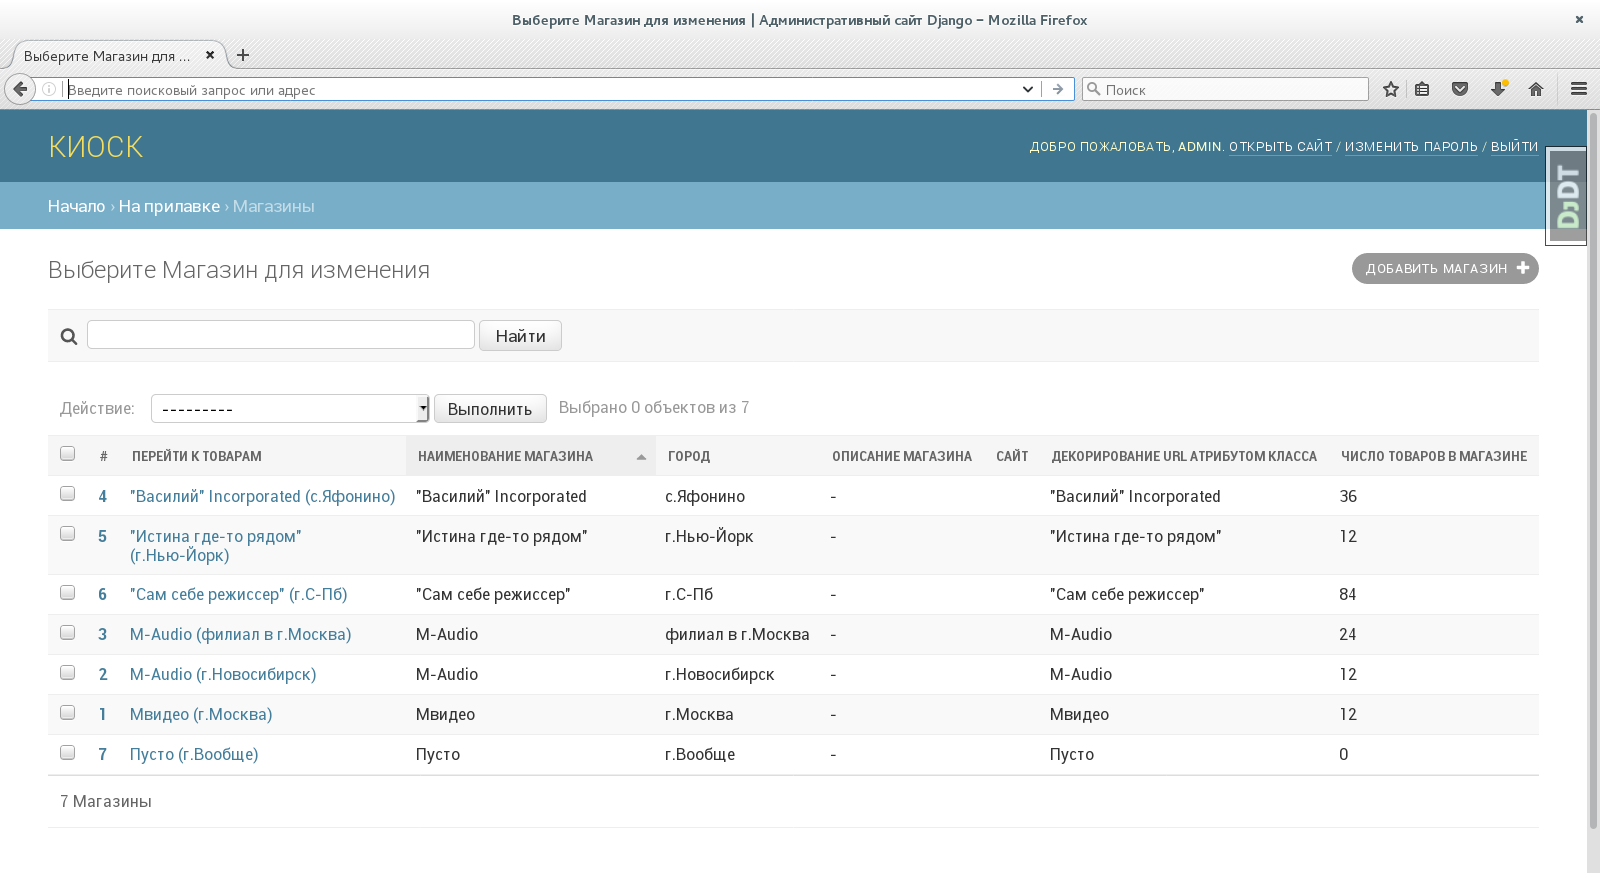 Выберите Магазин для изменения | Административный сайт Django – Mozilla Firefox
Выберите Магазин для ...
Введите поисковый запрос или адрес
Поиск
КИОСК
ДОБРО ПОЖАЛОВАТЬ, ADMIN. ОТКРЫТЬ САЙТ / ИЗМЕНИТЬ ПАРОЛЬ / ВЫЙТИ
Начало › На прилавке › Магазины
DjDT
Выберите Магазин для изменения
ДОБАВИТЬ МАГАЗИН
Найти
Действие: --------- Выполнить Выбрано 0 объектов из 7
# ПЕРЕЙТИ К ТОВАРАМ НАИМЕНОВАНИЕ МАГАЗИНА ГОРОД ОПИСАНИЕ МАГАЗИНА САЙТ ДЕКОРИРОВАНИЕ URL АТРИБУТОМ КЛАССА ЧИСЛО ТОВАРОВ В МАГАЗИНЕ
4 "Василий" Incorporated (с.Яфонино) "Василий" Incorporated с.Яфонино - "Василий" Incorporated 36
5 "Истина где-то рядом" "Истина где-то рядом" г.Нью-Йорк - "Истина где-то рядом" 12
(г.Нью-Йорк)
6 "Сам себе режиссер" (г.С-Пб) "Сам себе режиссер" г.С-Пб - "Сам себе режиссер" 84
3 M-Audio (филиал в г.Москва) M-Audio филиал в г.Москва - M-Audio 24
2 M-Audio (г.Новосибирск) M-Audio г.Новосибирск - M-Audio 12
1 Мвидео (г.Москва) Мвидео г.Москва - Мвидео 12
7 Пусто (г.Вообще) Пусто г.Вообще - Пусто 0
7 Магазины